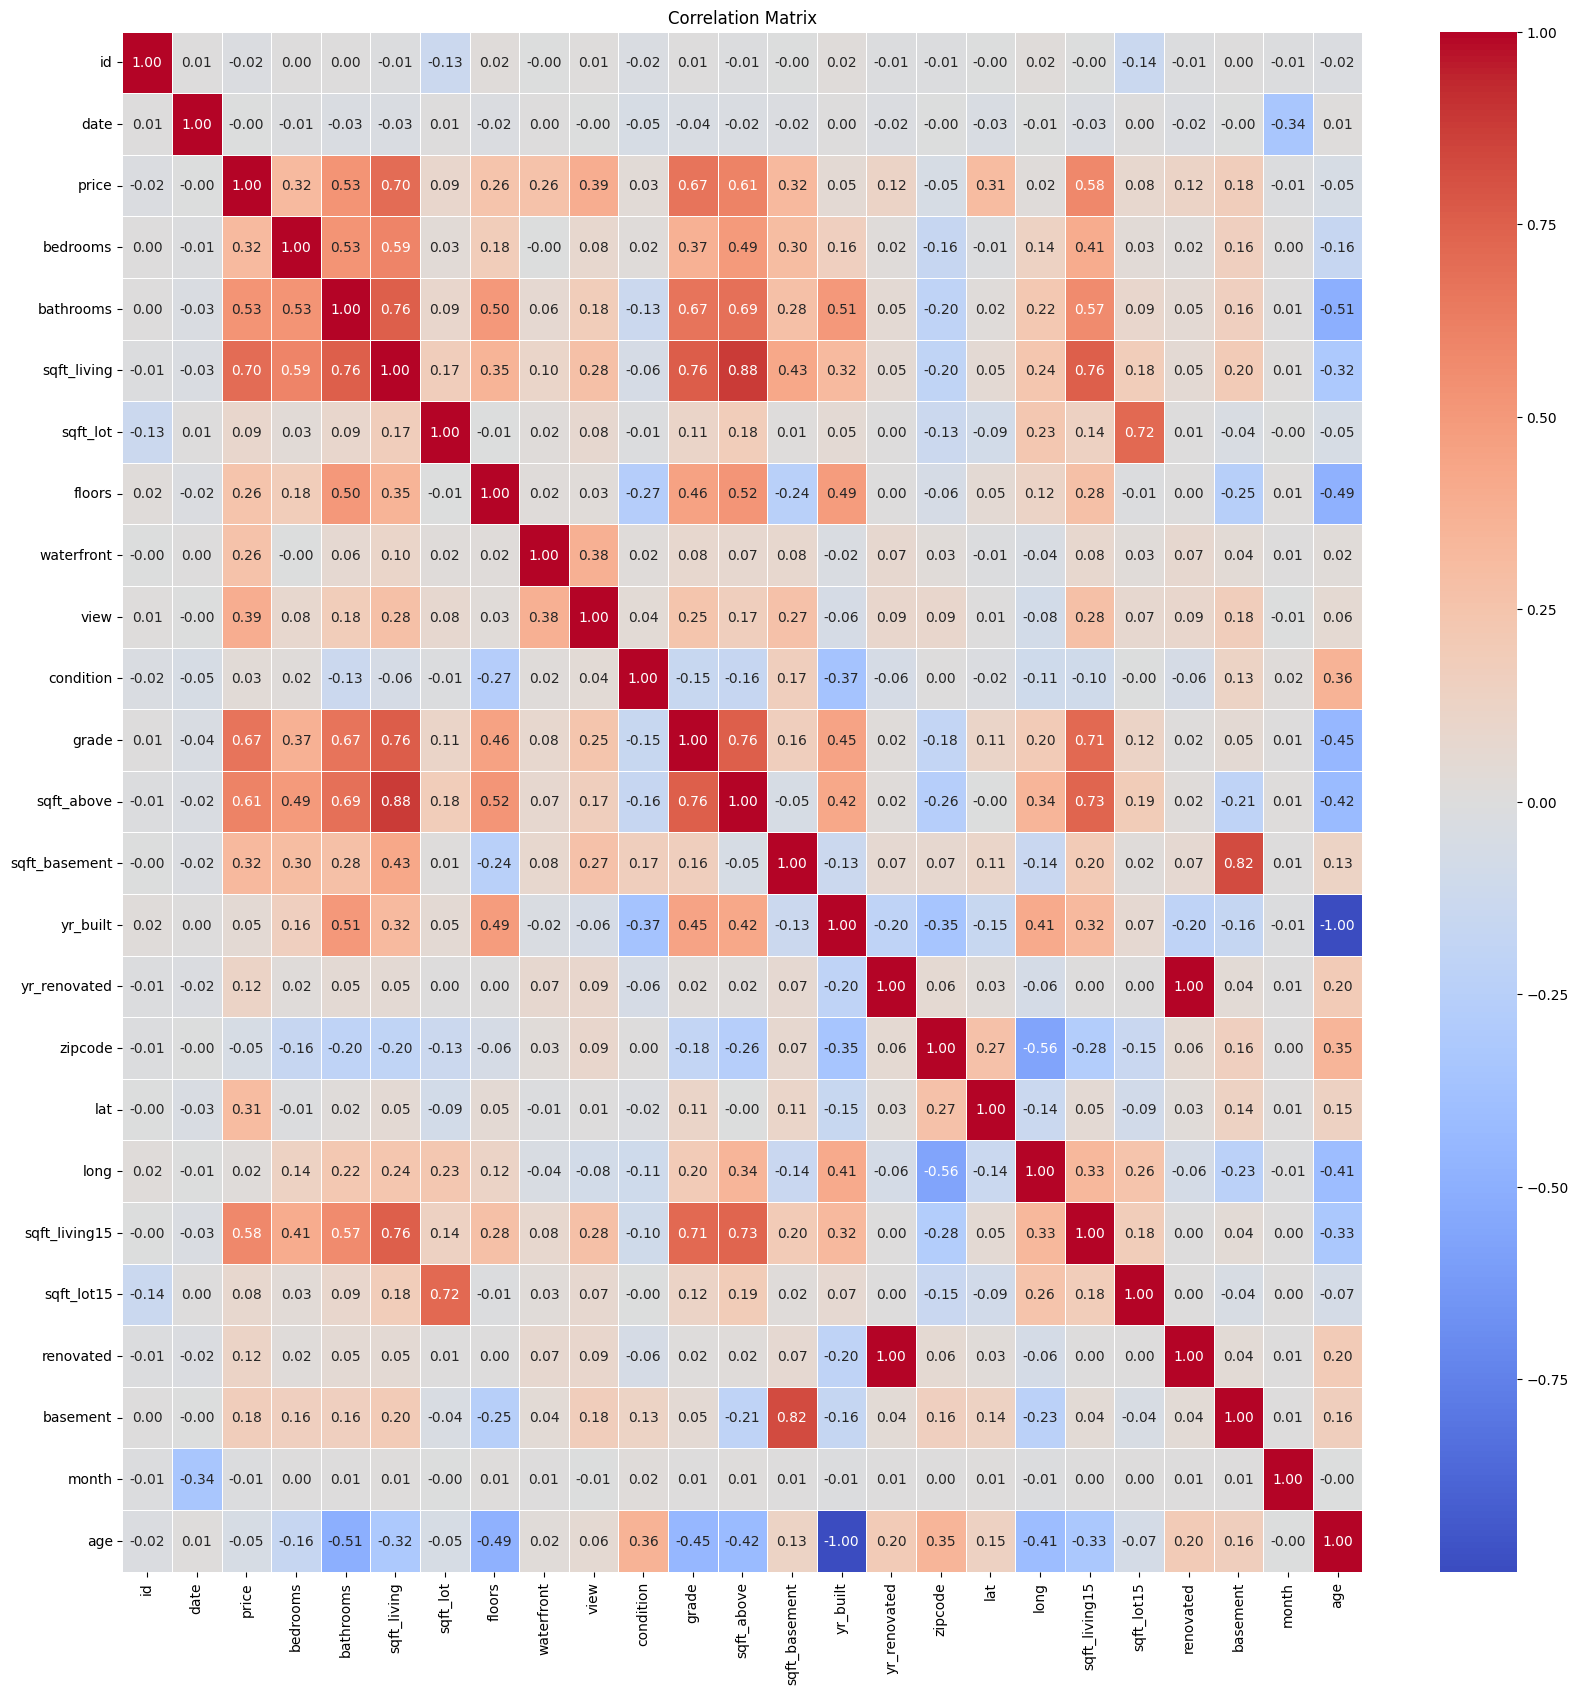 Correlation Matrix
id 1.00 0.01 -0.02 0.00 0.00 -0.01 -0.13 0.02 -0.00 0.01 -0.02 0.01 -0.01 -0.00 0.02 -0.01 -0.01 -0.00 0.02 -0.00 -0.14 -0.01 0.00 -0.01 -0.02
date 0.01 1.00 -0.00 -0.01 -0.03 -0.03 0.01 -0.02 0.00 -0.00 -0.05 -0.04 -0.02 -0.02 0.00 -0.02 -0.00 -0.03 -0.01 -0.03 0.00 -0.02 -0.00 -0.34 0.01
price -0.02 -0.00 1.00 0.32 0.53 0.70 0.09 0.26 0.26 0.39 0.03 0.67 0.61 0.32 0.05 0.12 -0.05 0.31 0.02 0.58 0.08 0.12 0.18 -0.01 -0.05
bedrooms 0.00 -0.01 0.32 1.00 0.53 0.59 0.03 0.18 -0.00 0.08 0.02 0.37 0.49 0.30 0.16 0.02 -0.16 -0.01 0.14 0.41 0.03 0.02 0.16 0.00 -0.16
bathrooms 0.00 -0.03 0.53 0.53 1.00 0.76 0.09 0.50 0.06 0.18 -0.13 0.67 0.69 0.28 0.51 0.05 -0.20 0.02 0.22 0.57 0.09 0.05 0.16 0.01 -0.51
sqft_living -0.01 -0.03 0.70 0.59 0.76 1.00 0.17 0.35 0.10 0.28 -0.06 0.76 0.88 0.43 0.32 0.05 -0.20 0.05 0.24 0.76 0.18 0.05 0.20 0.01 -0.32
sqft_lot -0.13 0.01 0.09 0.03 0.09 0.17 1.00 -0.01 0.02 0.08 -0.01 0.11 0.18 0.01 0.05 0.00 -0.13 -0.09 0.23 0.14 0.72 0.01 -0.04 -0.00 -0.05
floors 0.02 -0.02 0.26 0.18 0.50 0.35 -0.01 1.00 0.02 0.03 -0.27 0.46 0.52 -0.24 0.49 0.00 -0.06 0.05 0.12 0.28 -0.01 0.00 -0.25 0.01 -0.49
waterfront -0.00 0.00 0.26 -0.00 0.06 0.10 0.02 0.02 1.00 0.38 0.02 0.08 0.07 0.08 -0.02 0.07 0.03 -0.01 -0.04 0.08 0.03 0.07 0.04 0.01 0.02
view 0.01 -0.00 0.39 0.08 0.18 0.28 0.08 0.03 0.38 1.00 0.04 0.25 0.17 0.27 -0.06 0.09 0.09 0.01 -0.08 0.28 0.07 0.09 0.18 -0.01 0.06
condition -0.02 -0.05 0.03 0.02 -0.13 -0.06 -0.01 -0.27 0.02 0.04 1.00 -0.15 -0.16 0.17 -0.37 -0.06 0.00 -0.02 -0.11 -0.10 -0.00 -0.06 0.13 0.02 0.36
grade 0.01 -0.04 0.67 0.37 0.67 0.76 0.11 0.46 0.08 0.25 -0.15 1.00 0.76 0.16 0.45 0.02 -0.18 0.11 0.20 0.71 0.12 0.02 0.05 0.01 -0.45
sqft_above -0.01 -0.02 0.61 0.49 0.69 0.88 0.18 0.52 0.07 0.17 -0.16 0.76 1.00 -0.05 0.42 0.02 -0.26 -0.00 0.34 0.73 0.19 0.02 -0.21 0.01 -0.42
sqft_basement -0.00 -0.02 0.32 0.30 0.28 0.43 0.01 -0.24 0.08 0.27 0.17 0.16 -0.05 1.00 -0.13 0.07 0.07 0.11 -0.14 0.20 0.02 0.07 0.82 0.01 0.13
yr_built 0.02 0.00 0.05 0.16 0.51 0.32 0.05 0.49 -0.02 -0.06 -0.37 0.45 0.42 -0.13 1.00 -0.20 -0.35 -0.15 0.41 0.32 0.07 -0.20 -0.16 -0.01 -1.00
yr_renovated -0.01 -0.02 0.12 0.02 0.05 0.05 0.00 0.00 0.07 0.09 -0.06 0.02 0.02 0.07 -0.20 1.00 0.06 0.03 -0.06 0.00 0.00 1.00 0.04 0.01 0.20
zipcode -0.01 -0.00 -0.05 -0.16 -0.20 -0.20 -0.13 -0.06 0.03 0.09 0.00 -0.18 -0.26 0.07 -0.35 0.06 1.00 0.27 -0.56 -0.28 -0.15 0.06 0.16 0.00 0.35
lat -0.00 -0.03 0.31 -0.01 0.02 0.05 -0.09 0.05 -0.01 0.01 -0.02 0.11 -0.00 0.11 -0.15 0.03 0.27 1.00 -0.14 0.05 -0.09 0.03 0.14 0.01 0.15
long 0.02 -0.01 0.02 0.14 0.22 0.24 0.23 0.12 -0.04 -0.08 -0.11 0.20 0.34 -0.14 0.41 -0.06 -0.56 -0.14 1.00 0.33 0.26 -0.06 -0.23 -0.01 -0.41
sqft_living15 -0.00 -0.03 0.58 0.41 0.57 0.76 0.14 0.28 0.08 0.28 -0.10 0.71 0.73 0.20 0.32 0.00 -0.28 0.05 0.33 1.00 0.18 0.00 0.04 0.00 -0.33
sqft_lot15 -0.14 0.00 0.08 0.03 0.09 0.18 0.72 -0.01 0.03 0.07 -0.00 0.12 0.19 0.02 0.07 0.00 -0.15 -0.09 0.26 0.18 1.00 0.00 -0.04 0.00 -0.07
renovated -0.01 -0.02 0.12 0.02 0.05 0.05 0.01 0.00 0.07 0.09 -0.06 0.02 0.02 0.07 -0.20 1.00 0.06 0.03 -0.06 0.00 0.00 1.00 0.04 0.01 0.20
basement 0.00 -0.00 0.18 0.16 0.16 0.20 -0.04 -0.25 0.04 0.18 0.13 0.05 -0.21 0.82 -0.16 0.04 0.16 0.14 -0.23 0.04 -0.04 0.04 1.00 0.01 0.16
month -0.01 -0.34 -0.01 0.00 0.01 0.01 -0.00 0.01 0.01 -0.01 0.02 0.01 0.01 0.01 -0.01 0.01 0.00 0.01 -0.01 0.00 0.00 0.01 0.01 1.00 -0.00
age -0.02 0.01 -0.05 -0.16 -0.51 -0.32 -0.05 -0.49 0.02 0.06 0.36 -0.45 -0.42 0.13 -1.00 0.20 0.35 0.15 -0.41 -0.33 -0.07 0.20 0.16 -0.00 1.00
id date price bedrooms bathrooms sqft_living sqft_lot floors waterfront view condition grade sqft_above sqft_basement yr_built yr_renovated zipcode lat long sqft_living15 sqft_lot15 renovated basement month age
1.00
0.75
0.50
0.25
0.00
−0.25
−0.50
−0.75